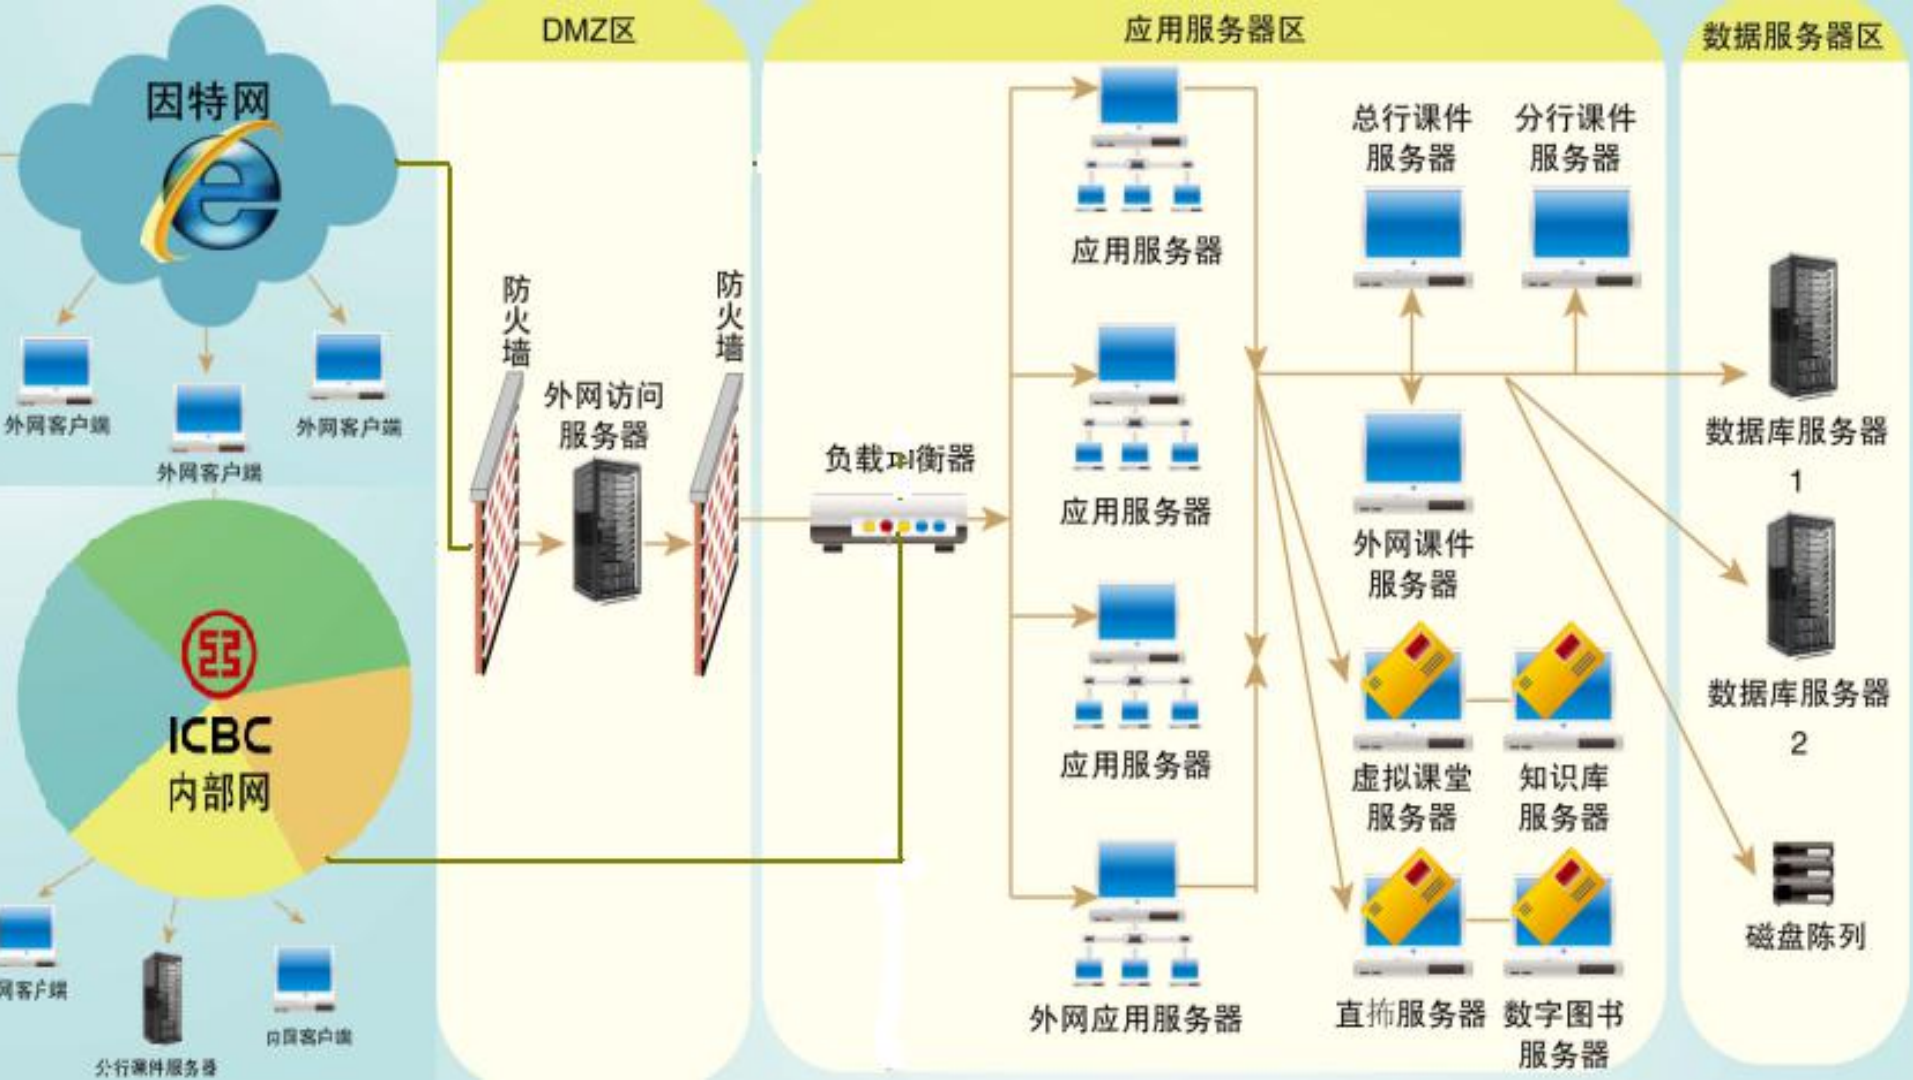 DMZ区
应用服务器区
数据服务器区
因特网
外网客户端
外网客户端
外网客户端
防火墙
防火墙
外网访问
服务器
负载均衡器
应用服务器
应用服务器
应用服务器
外网应用服务器
总行课件
服务器
分行课件
服务器
外网课件
服务器
虚拟课堂
服务器
知识库
服务器
直播服务器
数字图书
服务器
数据库服务器
1
数据库服务器
2
磁盘陈列
ICBC
内部网
网客户端
分行课件服务器
客户端